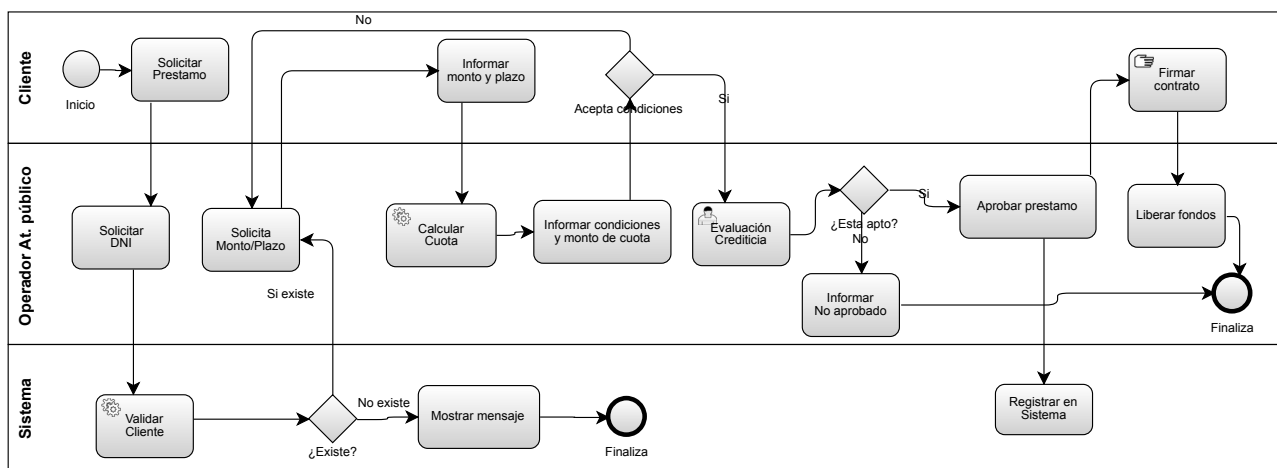 No
Cliente
Inicio
Solicitar
Prestamo
Informar
monto y plazo
Acepta condiciones
Si
Firmar
contrato
Operador At. público
Solicitar
DNI
Solicita
Monto/Plazo
Si existe
Calcular
Cuota
Informar condiciones
y monto de cuota
Evaluación
Crediticia
¿Esta apto?
No
Si
Aprobar prestamo
Liberar fondos
Informar
No aprobado
Finaliza
Sistema
Validar
Cliente
¿Existe?
No existe
Mostrar mensaje
Finaliza
Registrar en
Sistema